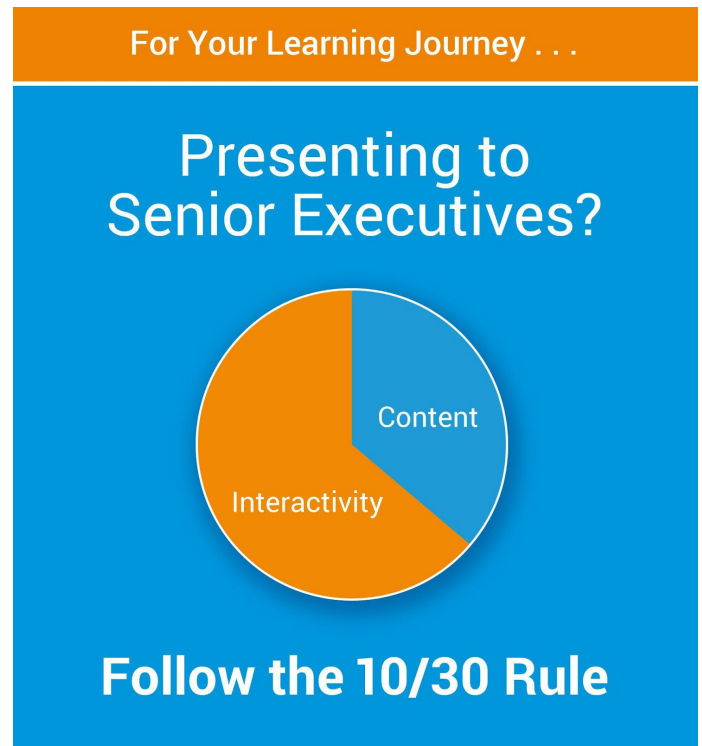 For Your Learning Journey . . .
Presenting to
Senior Executives?
Content
Interactivity
Follow the 10/30 Rule